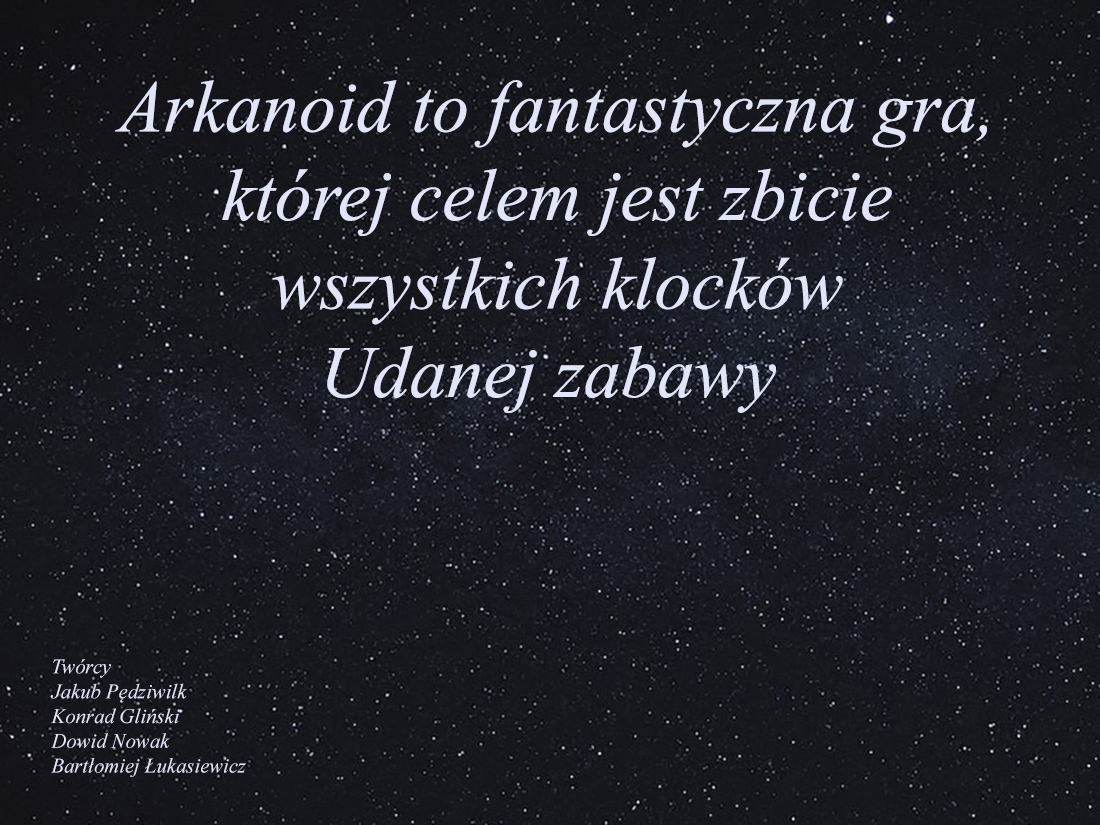 Arkanoid to fantastyczna gra,
której celem jest zbicie
wszystkich klocków
Udanej zabawy
Twórcy
Jakub Pędziwilk
Konrad Gliński
Dowid Nowak
Bartłomiej Łukasiewicz